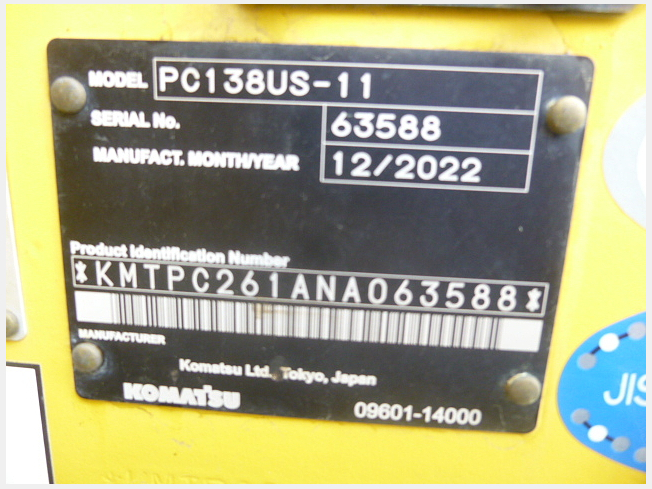 MODEL PC138US-11
SERIAL No. 63588
MANUFACT. MONTH/YEAR 12/2022
Product Identification Number
*KMTPC261ANA063588*
MANUFACTURER
Komatsu Ltd., Tokyo, Japan
KOMATSU
09601-14000
JIS